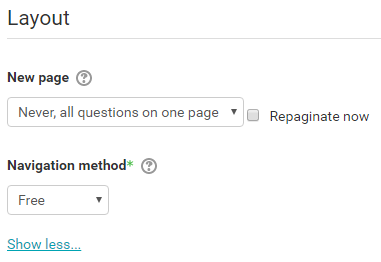 Layout
New page ?
Never, all questions on one page Repaginate now
Navigation method* ?
Free
Show less...